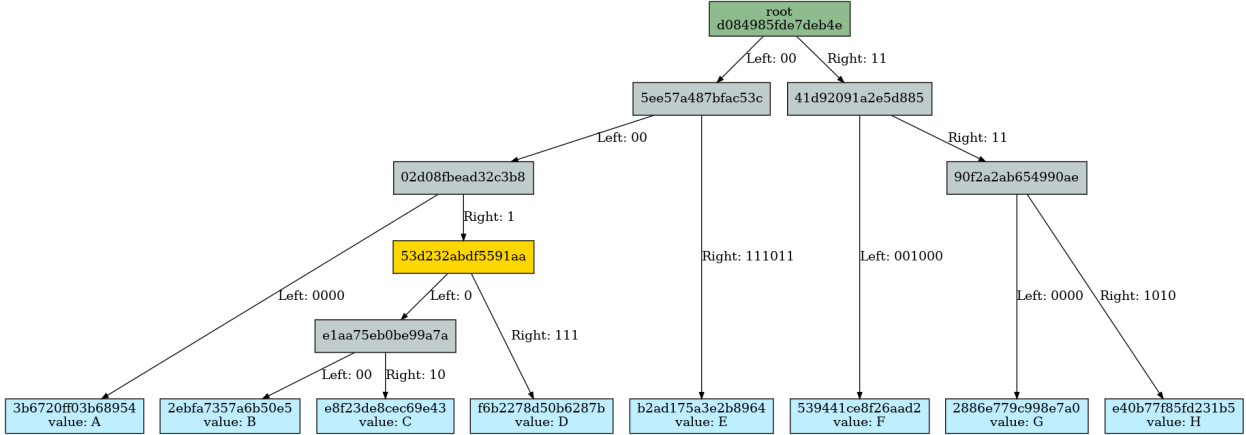 root
d084985fde7deb4e
Left: 00
Right: 11
5ee57a487bfac53c
41d92091a2e5d885
Left: 00
Right: 11
02d08fbead32c3b8
90f2a2ab654990ae
Right: 1
53d232abdf5591aa
Right: 111011
Left: 001000
Left: 0000
Left: 0
Left: 0000
Right: 1010
e1aa75eb0be99a7a
Right: 111
Left: 00
Right: 10
3b6720ff03b68954
value: A
2ebfa7357a6b50e5
value: B
e8f23de8cec69e43
value: C
f6b2278d50b6287b
value: D
b2ad175a3e2b8964
value: E
539441ce8f26aad2
value: F
2886e779c998e7a0
value: G
e40b77f85fd231b5
value: H